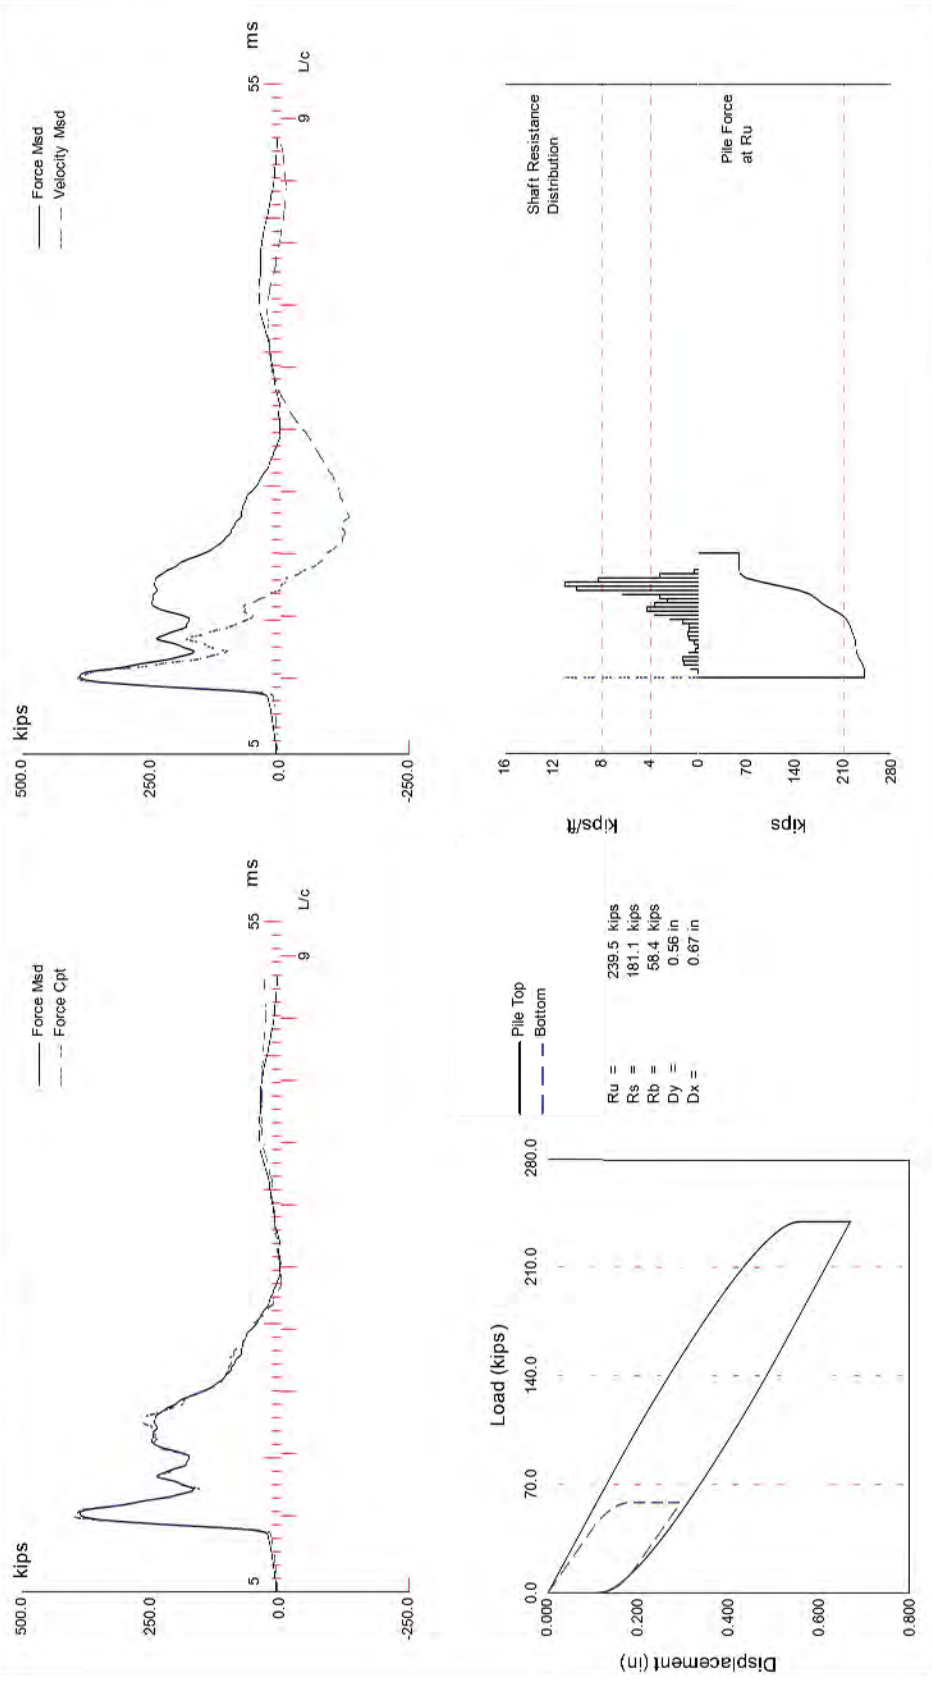 kips
500.0
250.0
0.0
-250.0
5
55
ms
9
L/c
Force Msd
Force Cpt
kips
500.0
250.0
0.0
-250.0
5
55
ms
9
L/c
Force Msd
Velocity Msd
Load (kips)
0.0
70.0
140.0
210.0
280.0
Displacement (in)
0.000
0.200
0.400
0.600
0.800
Pile Top
Bottom
Ru = 239.5 kips
Rs = 181.1 kips
Rb = 58.4 kips
Dy = 0.56 in
Dx = 0.67 in
kips/ft
16
12
8
4
0
Shaft Resistance
Distribution
kips
70
140
210
280
Pile Force
at Ru